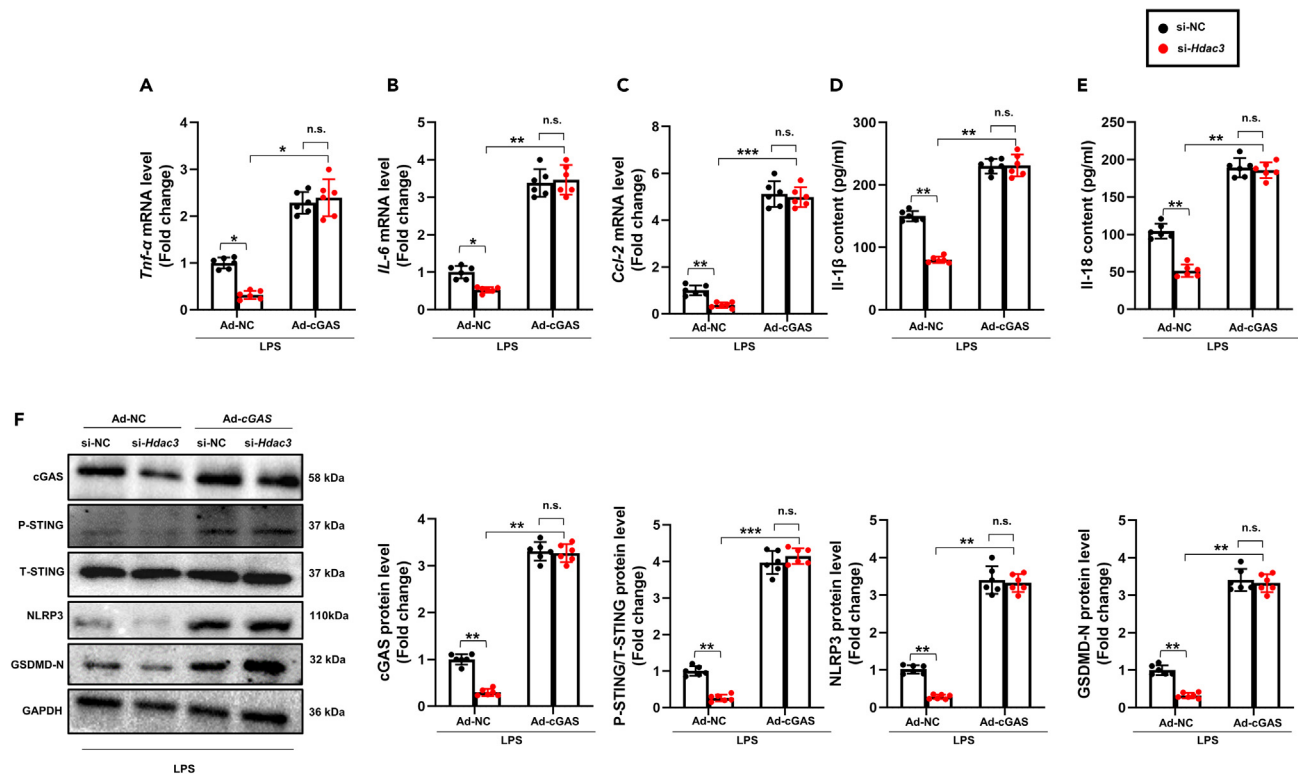 si-NC
si-Hdac3
A
Tnf-α mRNA level
(Fold change)
4
3
2
1
0
n.s.
*
*
Ad-NC
Ad-cGAS
LPS
B
IL-6 mRNA level
(Fold change)
5
4
3
2
1
0
n.s.
**
*
Ad-NC
Ad-cGAS
LPS
C
Ccl-2 mRNA level
(Fold change)
8
6
4
2
0
n.s.
***
**
Ad-NC
Ad-cGAS
LPS
D
Il-1β content (pg/ml)
300
200
100
0
n.s.
**
**
Ad-NC
Ad-cGAS
LPS
E
Il-18 content (pg/ml)
250
200
150
100
50
0
n.s.
**
**
Ad-NC
Ad-cGAS
LPS
F
Ad-NC
Ad-cGAS
si-NC
si-Hdac3
si-NC
si-Hdac3
cGAS
58 kDa
P-STING
37 kDa
T-STING
37 kDa
NLRP3
110kDa
GSDMD-N
32 kDa
GAPDH
36 kDa
LPS
cGAS protein level
(Fold change)
4
3
2
1
0
n.s.
**
**
Ad-NC
Ad-cGAS
LPS
P-STING/T-STING protein level
(Fold change)
5
4
3
2
1
0
n.s.
***
**
Ad-NC
Ad-cGAS
LPS
NLRP3 protein level
(Fold change)
5
4
3
2
1
0
n.s.
**
**
Ad-NC
Ad-cGAS
LPS
GSDMD-N protein level
(Fold change)
5
4
3
2
1
0
n.s.
**
**
Ad-NC
Ad-cGAS
LPS